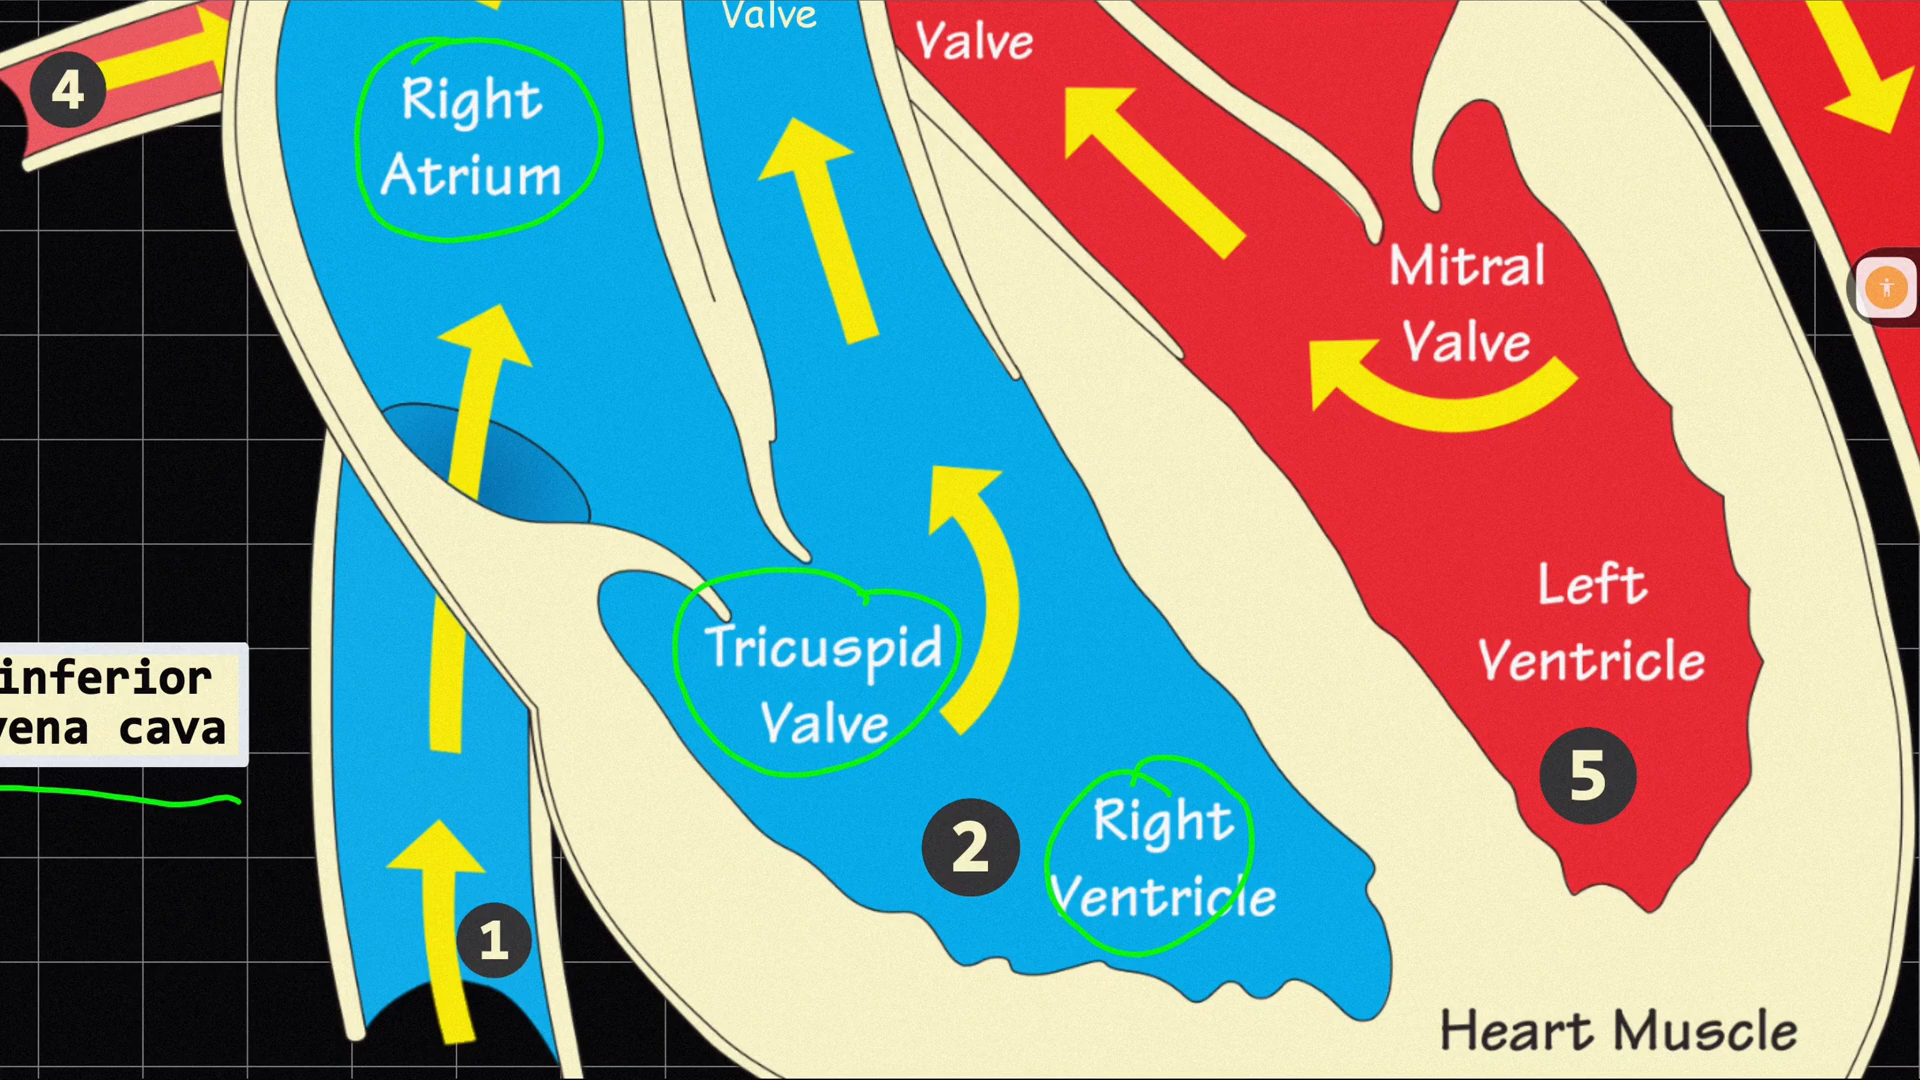 Valve
Valve
4
Right
Atrium
Mitral
Valve
Left
Ventricle
inferior
vena cava
Tricuspid
Valve
5
2
Right
Ventricle
1
Heart Muscle